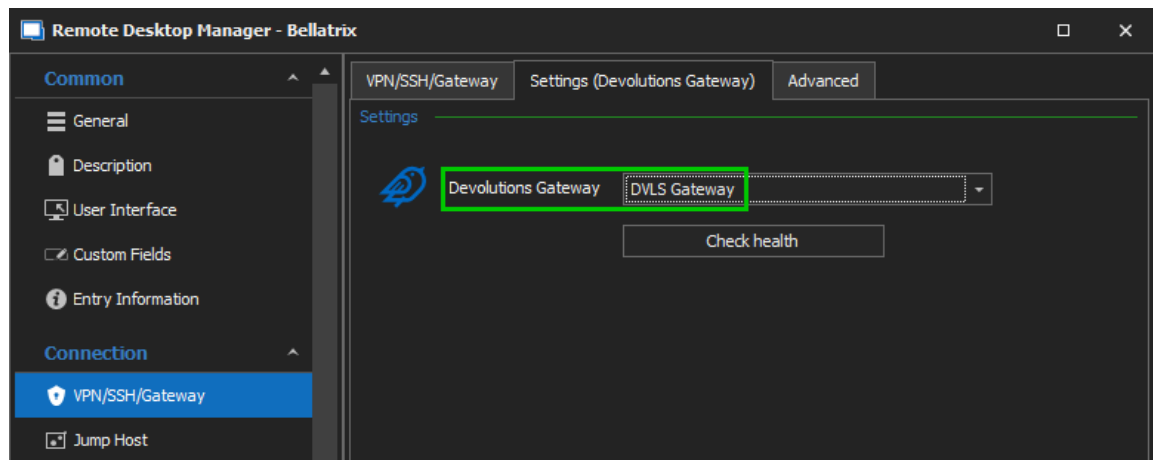 Remote Desktop Manager - Bellatrix
Common
General
Description
User Interface
Custom Fields
Entry Information
Connection
VPN/SSH/Gateway
Jump Host
VPN/SSH/Gateway
Settings (Devolutions Gateway)
Advanced
Settings
Devolutions Gateway
DVLS Gateway
Check health